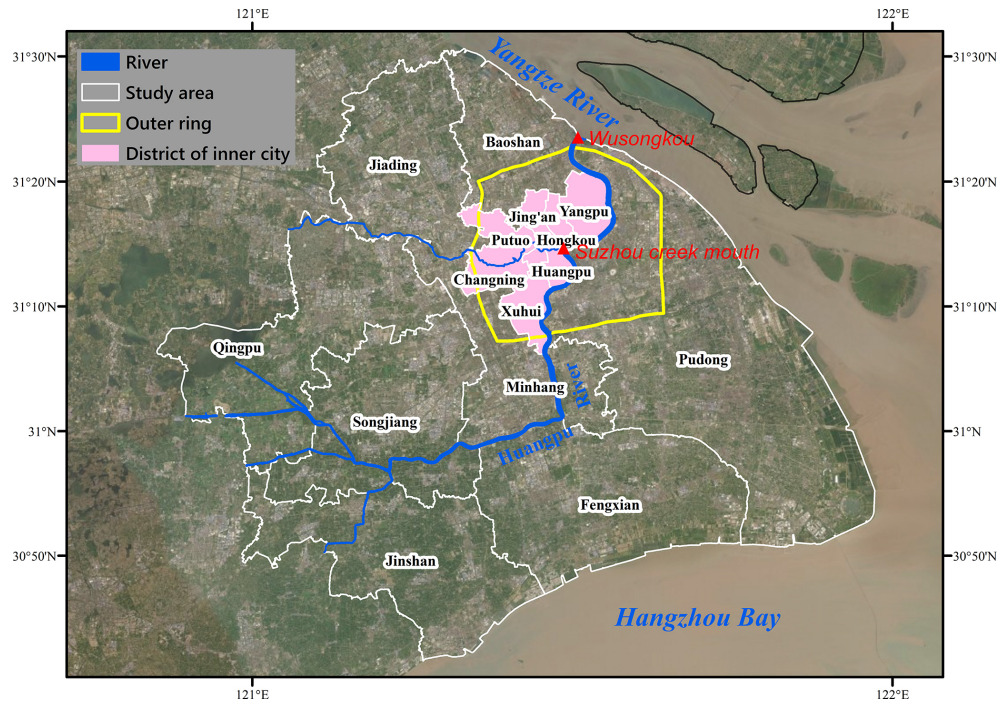 121°E
122°E
31°30'N
31°30'N
River
Study area
Outer ring
District of inner city
Yangtze River
Wusongkou
Baoshan
Jiading
31°20'N
31°20'N
Jing'an
Yangpu
Putuo
Hongkou
Suzhou creek mouth
Changning
Huangpu
31°10'N
31°10'N
Xuhui
Qingpu
Pudong
Minhang
Songjiang
Huangpu River
31°N
31°N
Fengxian
30°50'N
30°50'N
Jinshan
Hangzhou Bay
121°E
122°E